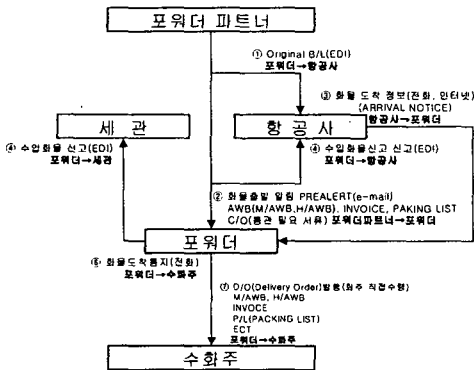 포워더 파트너
① Original B/L(EDI)
포워더→항공사
③ 화물 도착 정보(전화, 인터넷)
(ARRIVAL NOTICE)
항공사→포워더
세 관
항 공 사
④ 수입화물 신고(EDI)
포워더→세관
④ 수입화물신고 신고(EDI)
포워더→항공사
② 화물출발 알림 PREALERT(e-mail)
AWB(M/AWB,H/AWB), INVOICE, PAKING LIST
C/O(통관 필요 서류) 포워더파트너→포워더
포워더
⑥ 화물도착통지(전화)
포워더→수화주
⑦ D/O(Delivery Order)발행(화주 직접수령)
M/AWB, H/AWB
INVOCE
P/L(PACKING LIST)
ECT
포워더→수화주
수화주